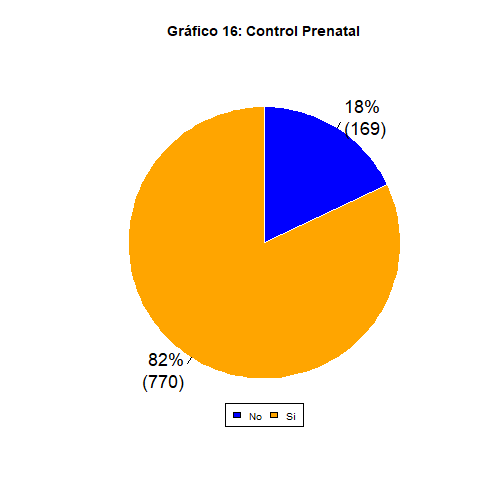 Gráfico 16: Control Prenatal
18%
(169)
82%
(770)
No Si